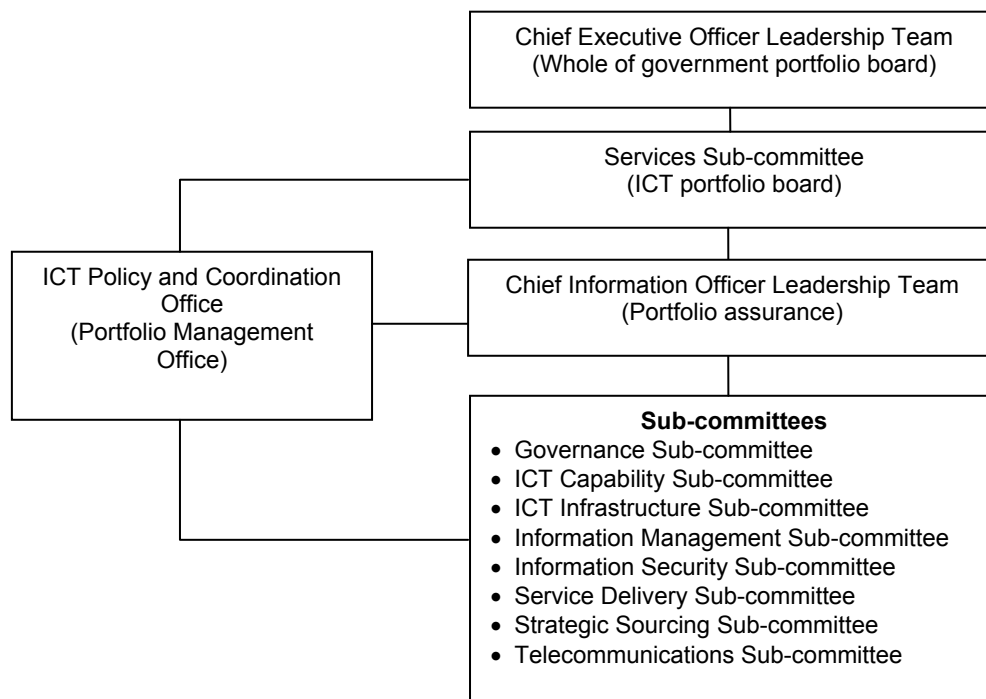 Chief Executive Officer Leadership Team
(Whole of government portfolio board)
Services Sub-committee
(ICT portfolio board)
ICT Policy and Coordination
Office
(Portfolio Management
Office)
Chief Information Officer Leadership Team
(Portfolio assurance)
Sub-committees
• Governance Sub-committee
• ICT Capability Sub-committee
• ICT Infrastructure Sub-committee
• Information Management Sub-committee
• Information Security Sub-committee
• Service Delivery Sub-committee
• Strategic Sourcing Sub-committee
• Telecommunications Sub-committee